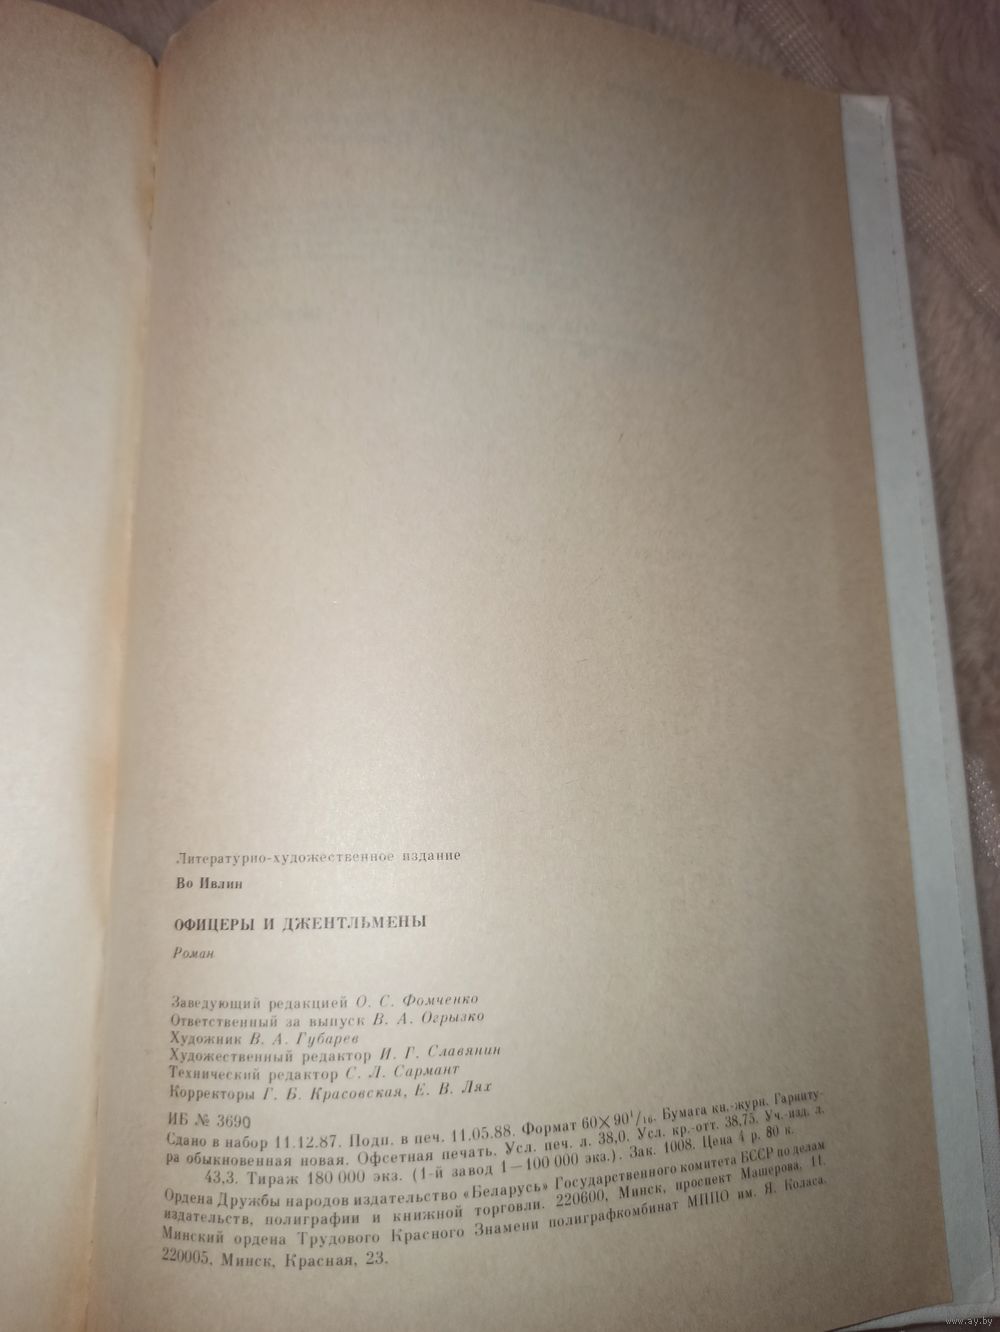 Литературно-художественное издание
Во Ивлин
ОФИЦЕРЫ И ДЖЕНТЛЬМЕНЫ
Роман
Заведующий редакцией О. С. Фомченко
Ответственный за выпуск В. А. Огрызко
Художник В. А. Губарев
Художественный редактор И. Г. Славянин
Технический редактор С. Л. Сармант
Корректоры Г. Б. Красовская, Е. В. Лях
ИБ № 3690
Сдано в набор 11.12.87. Подп. в печ. 11.05.88. Формат 60×90¹/₁₆. Бумага кн.-журн. Гарниту-
ра обыкновенная новая. Офсетная печать. Усл. печ. л. 38,0. Усл. кр.-отт. 38,75. Уч.-изд. л.
43,3. Тираж 180 000 экз. (1-й завод 1—100 000 экз.). Зак. 1008. Цена 4 р. 80 к.
Ордена Дружбы народов издательство «Беларусь» Государственного комитета БССР по делам
издательств, полиграфии и книжной торговли. 220600, Минск, проспект Машерова, 11.
Минский ордена Трудового Красного Знамени полиграфкомбинат МППО им. Я. Коласа.
220005, Минск, Красная, 23.
www.ay.by